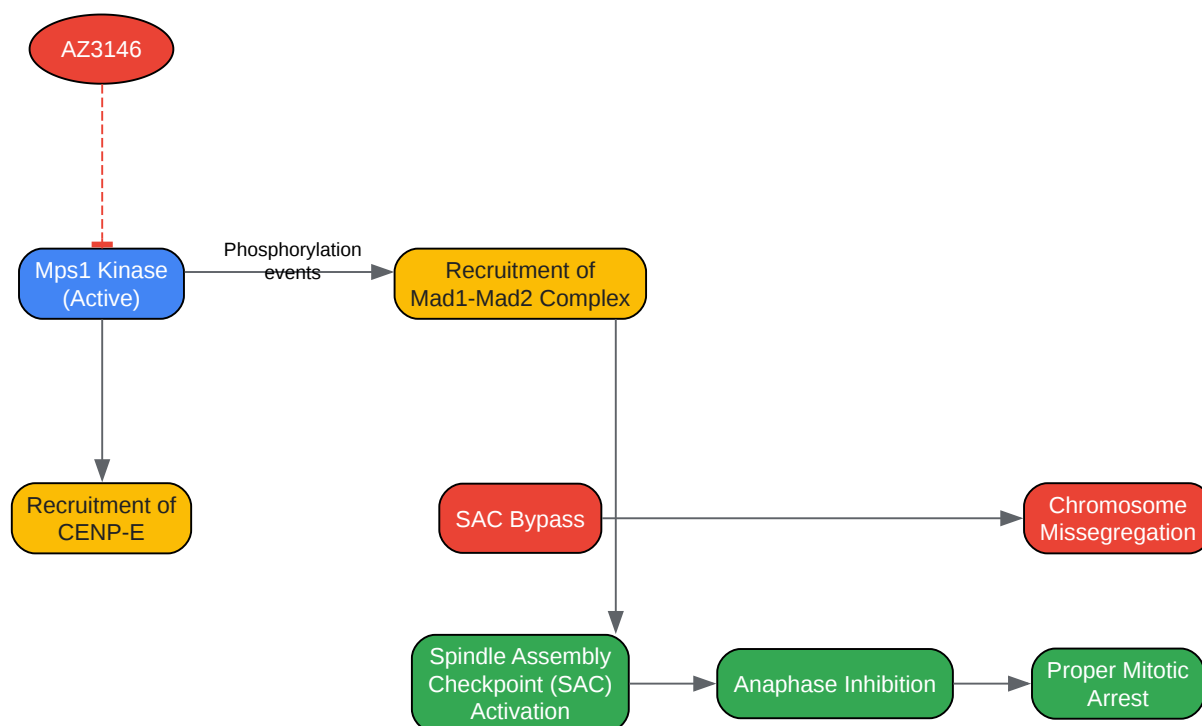 AZ3146
Mps1 Kinase
(Active)
Phosphorylation
events
Recruitment of
Mad1-Mad2 Complex
Recruitment of
CENP-E
SAC Bypass
Chromosome
Missegregation
Spindle Assembly
Checkpoint (SAC)
Activation
Anaphase Inhibition
Proper Mitotic
Arrest